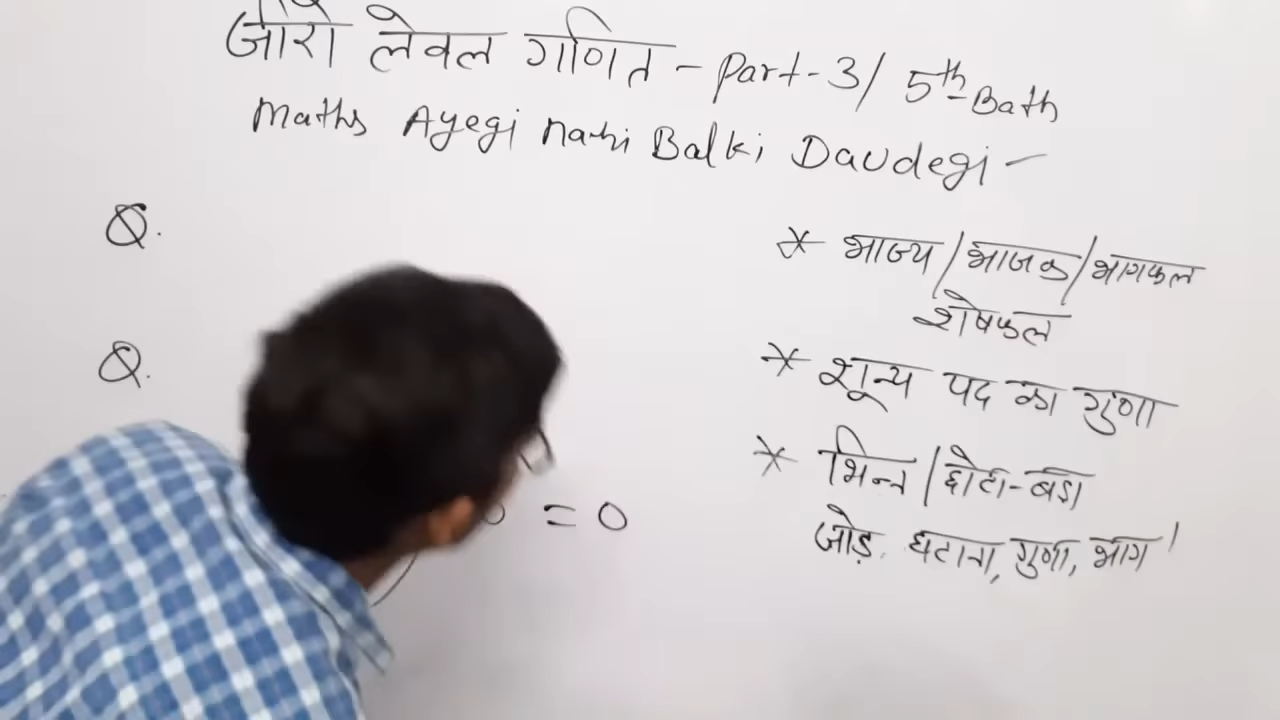 जीरो लेवल गणित - Part-3/ 5th Bath
Maths Ayegi nahi Balki Daudegi -
Q.
* भाज्य/भाजक/भागफल
शेषफल
Q.
* शून्य पद का गुणा
* भिन्न/छोटा-बड़ा
= 0
जोड़, घटाना, गुणा, भाग।